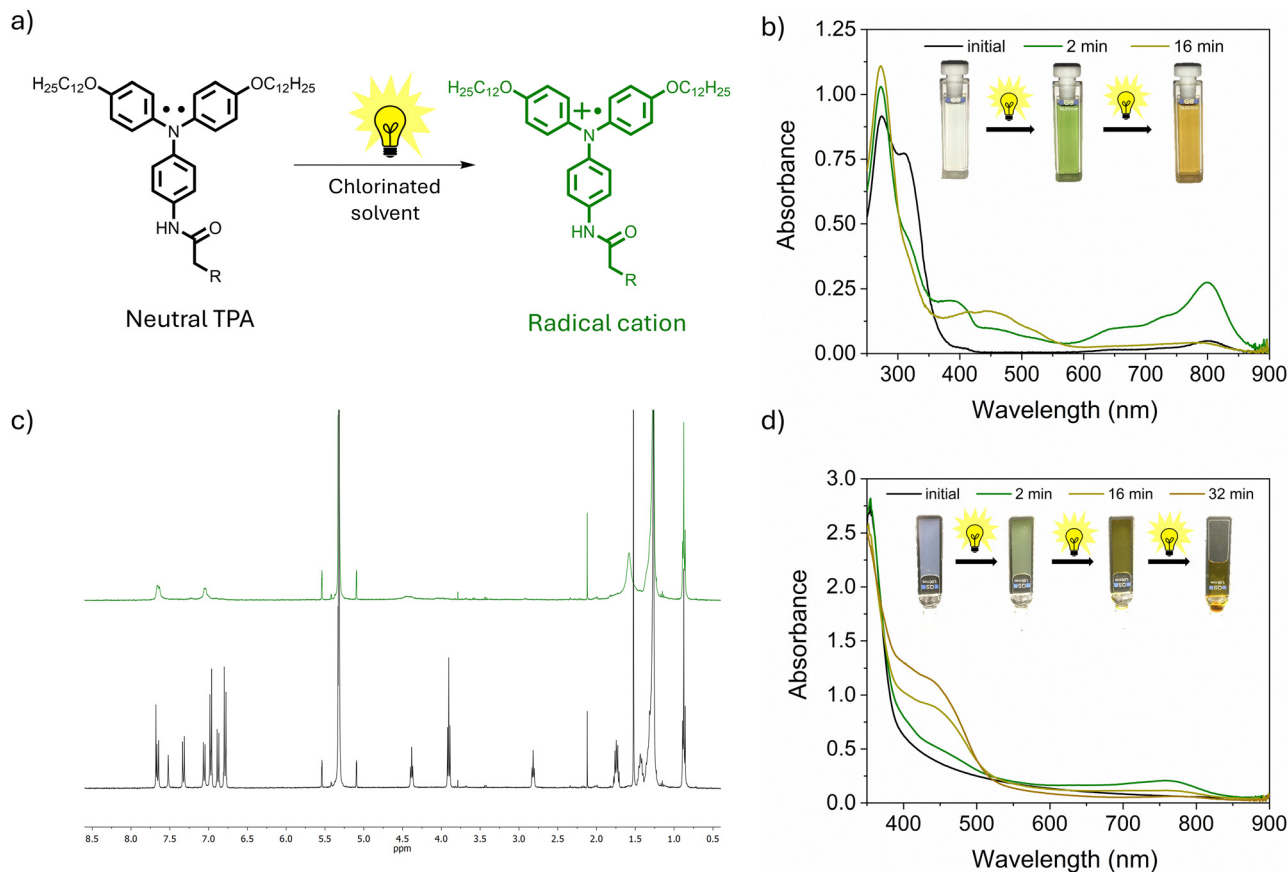 a)
H₂₅C₁₂O
OC₁₂H₂₅
N
NH
O
R
Neutral TPA
Chlorinated
solvent
H₂₅C₁₂O
OC₁₂H₂₅
+
N
HN
O
R
Radical cation
b)
initial 2 min 16 min
1.25
1.00
0.75
0.50
0.25
0.00
Absorbance
300 400 500 600 700 800 900
Wavelength (nm)
c)
8.5 8.0 7.5 7.0 6.5 6.0 5.5 5.0 4.5 4.0 3.5 3.0 2.5 2.0 1.5 1.0 0.5
ppm
d)
initial 2 min 16 min 32 min
3.0
2.5
2.0
1.5
1.0
0.5
0.0
Absorbance
400 500 600 700 800 900
Wavelength (nm)